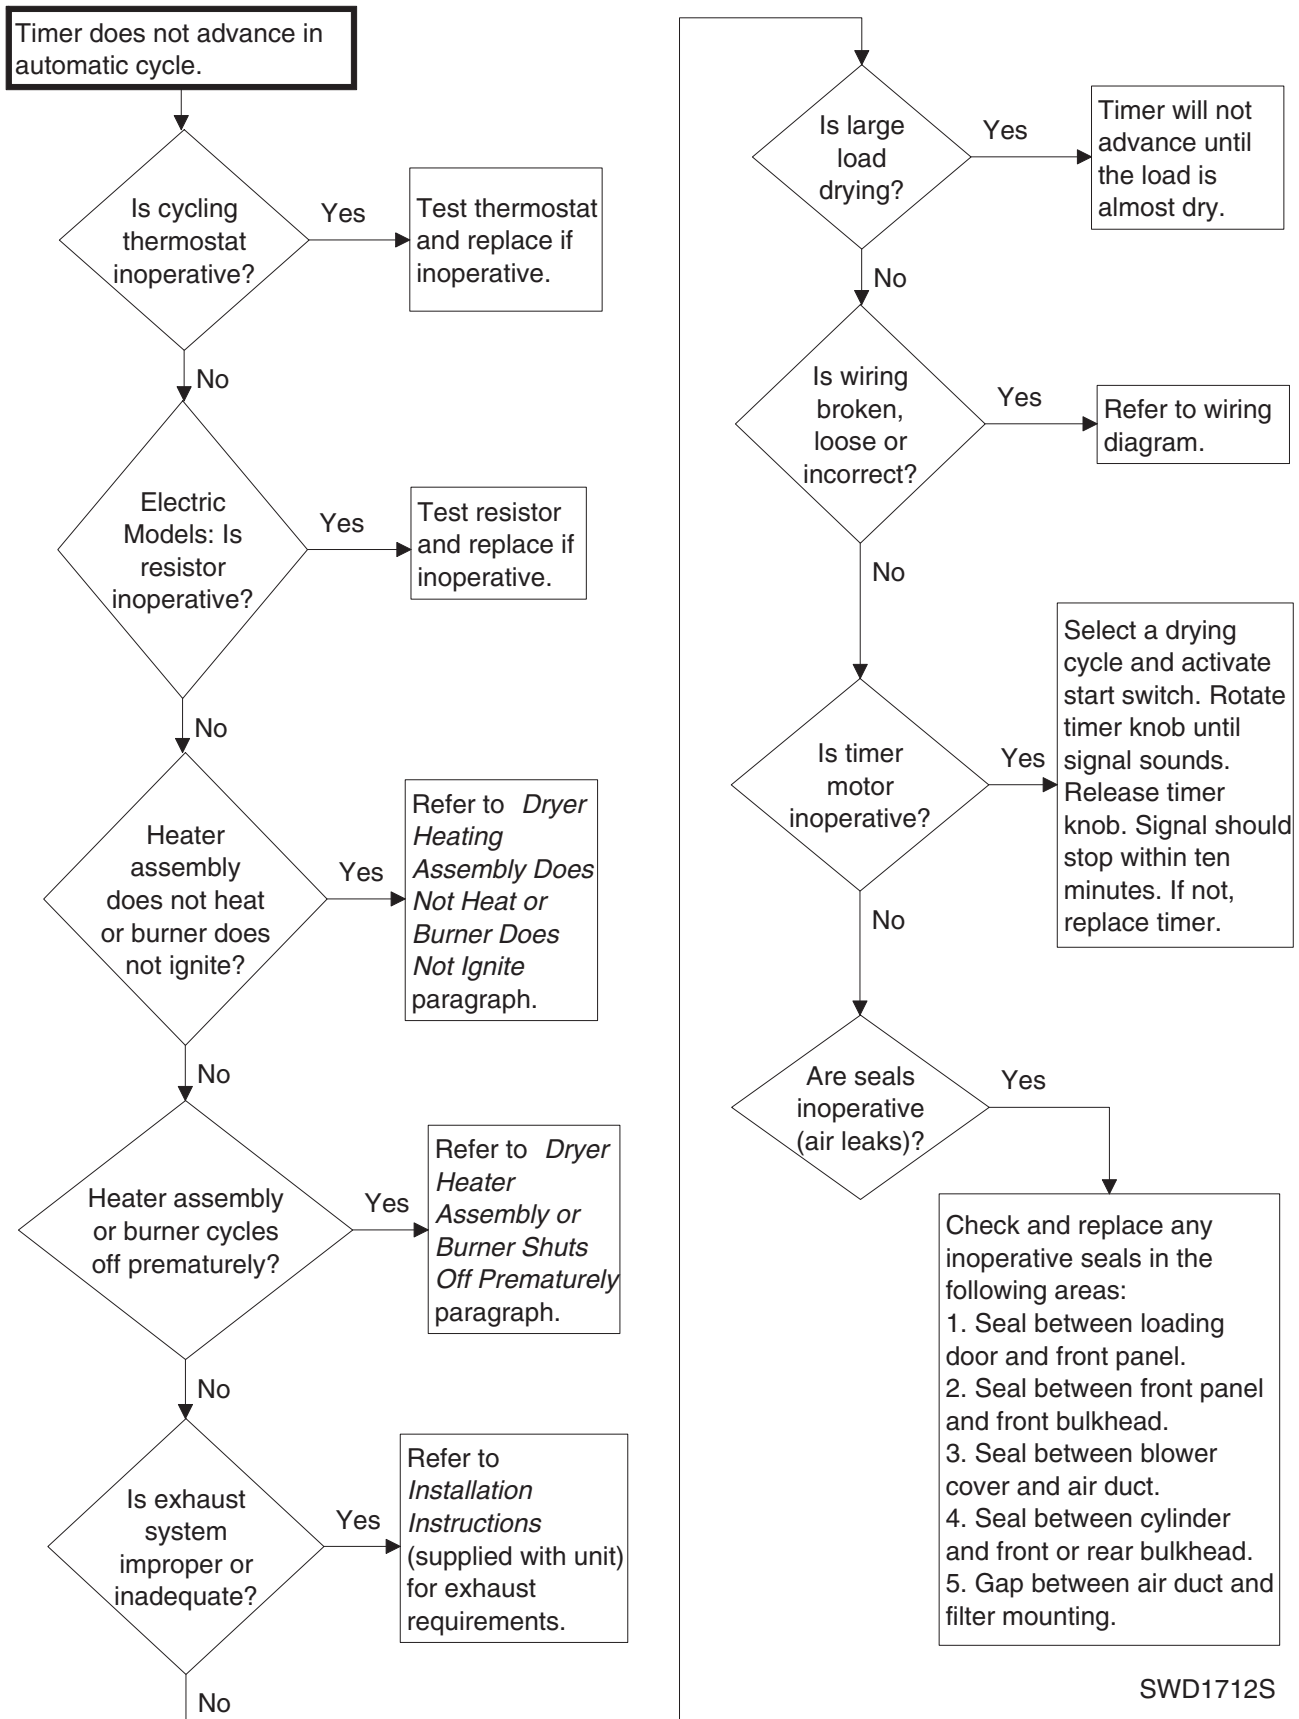 Timer does not advance in
automatic cycle.
Is cycling
thermostat
inoperative?
Yes
Test thermostat
and replace if
inoperative.
No
Electric
Models: Is
resistor
inoperative?
Yes
Test resistor
and replace if
inoperative.
No
Heater
assembly
does not heat
or burner does
not ignite?
Yes
Refer to Dryer
Heating
Assembly Does
Not Heat or
Burner Does
Not Ignite
paragraph.
No
Heater assembly
or burner cycles
off prematurely?
Yes
Refer to Dryer
Heater
Assembly or
Burner Shuts
Off Prematurely
paragraph.
No
Is exhaust
system
improper or
inadequate?
Yes
Refer to
Installation
Instructions
(supplied with unit)
for exhaust
requirements.
No
Is large
load
drying?
Yes
Timer will not
advance until
the load is
almost dry.
No
Is wiring
broken,
loose or
incorrect?
Yes
Refer to wiring
diagram.
No
Is timer
motor
inoperative?
Yes
Select a drying
cycle and activate
start switch. Rotate
timer knob until
signal sounds.
Release timer
knob. Signal should
stop within ten
minutes. If not,
replace timer.
No
Are seals
inoperative
(air leaks)?
Yes
Check and replace any
inoperative seals in the
following areas:
1. Seal between loading
door and front panel.
2. Seal between front panel
and front bulkhead.
3. Seal between blower
cover and air duct.
4. Seal between cylinder
and front or rear bulkhead.
5. Gap between air duct and
filter mounting.
SWD1712S